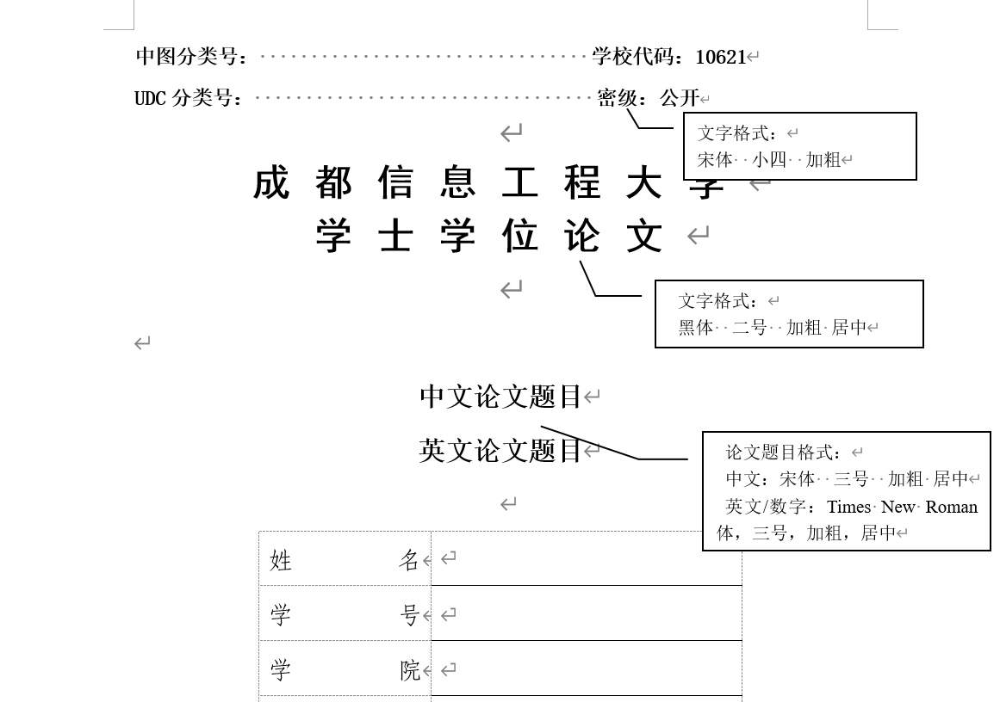 中图分类号： 学校代码：10621
UDC 分类号： 密级：公开
文字格式：
宋体 小四 加粗
成 都 信 息 工 程 大 学
学 士 学 位 论 文
文字格式：
黑体 二号 加粗 居中
中文论文题目
英文论文题目
论文题目格式：
中文：宋体 三号 加粗 居中
英文/数字：Times New Roman
体，三号，加粗，居中
姓 名
学 号
学 院